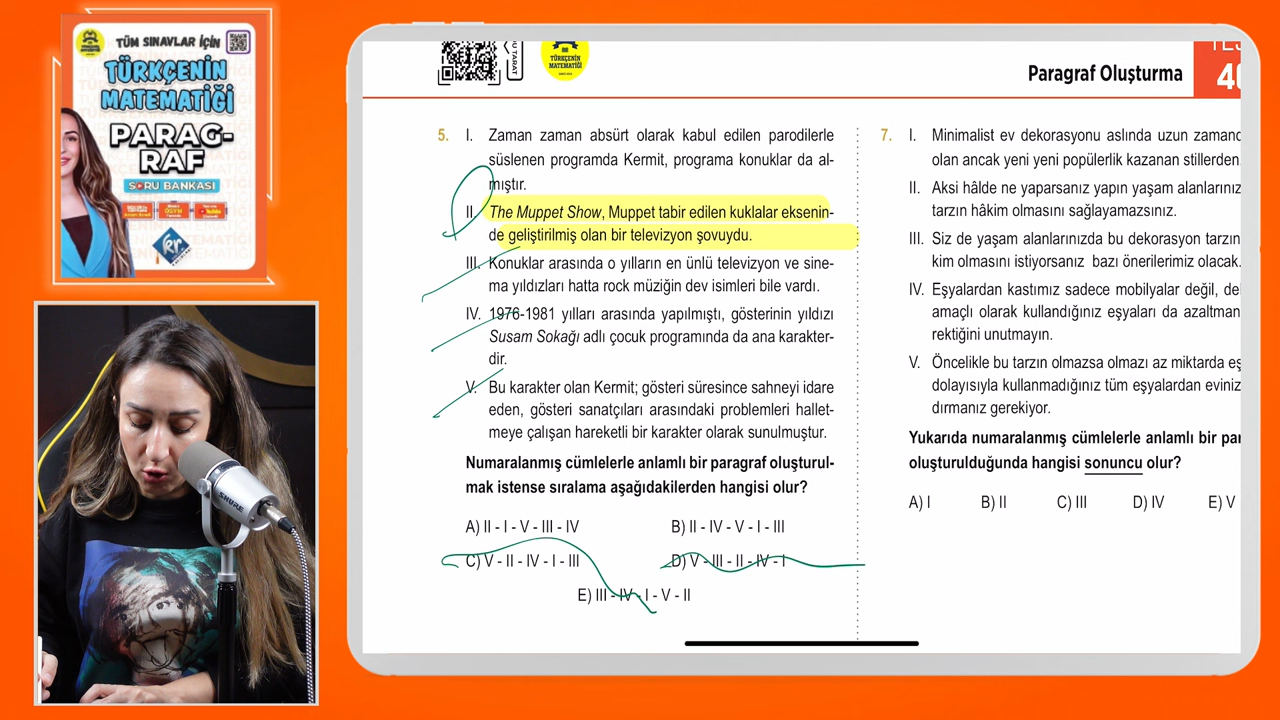 TÜM SINAVLAR İÇİN
TÜRKÇENİN
MATEMATİĞİ
PARAG-
RAF
SORU BANKASI
TÜRKÇENİN
MATEMATİĞİ
Paragraf Oluşturma
5. I. Zaman zaman absürt olarak kabul edilen parodilerle
süslenen programda Kermit, programa konuklar da al-
mıştır.
II. The Muppet Show, Muppet tabir edilen kuklalar eksenin-
de geliştirilmiş olan bir televizyon şovuydu.
III. Konuklar arasında o yılların en ünlü televizyon ve sine-
ma yıldızları hatta rock müziğin dev isimleri bile vardı.
IV. 1976-1981 yılları arasında yapılmıştı, gösterinin yıldızı
Susam Sokağı adlı çocuk programında da ana karakter-
dir.
V. Bu karakter olan Kermit; gösteri süresince sahneyi idare
eden, gösteri sanatçıları arasındaki problemleri hallet-
meye çalışan hareketli bir karakter olarak sunulmuştur.
Numaralanmış cümlelerle anlamlı bir paragraf oluşturul-
mak istense sıralama aşağıdakilerden hangisi olur?
A) II - I - V - III - IV
B) II - IV - V - I - III
C) V - II - IV - I - III
D) V - III - II - IV - I
E) III - IV - I - V - II
7. I. Minimalist ev dekorasyonu aslında uzun zamand
olan ancak yeni yeni popülerlik kazanan stillerden
II. Aksi hâlde ne yaparsanız yapın yaşam alanlarınız
tarzın hâkim olmasını sağlayamazsınız.
III. Siz de yaşam alanlarınızda bu dekorasyon tarzın
kim olmasını istiyorsanız bazı önerilerimiz olacak.
IV. Eşyalardan kastımız sadece mobilyalar değil, de
amaçlı olarak kullandığınız eşyaları da azaltman
rektiğini unutmayın.
V. Öncelikle bu tarzın olmazsa olmazı az miktarda eş
dolayısıyla kullanmadığınız tüm eşyalardan eviniz
dırmanız gerekiyor.
Yukarıda numaralanmış cümlelerle anlamlı bir par
oluşturulduğunda hangisi sonuncu olur?
A) I B) II C) III D) IV E) V
SHURE